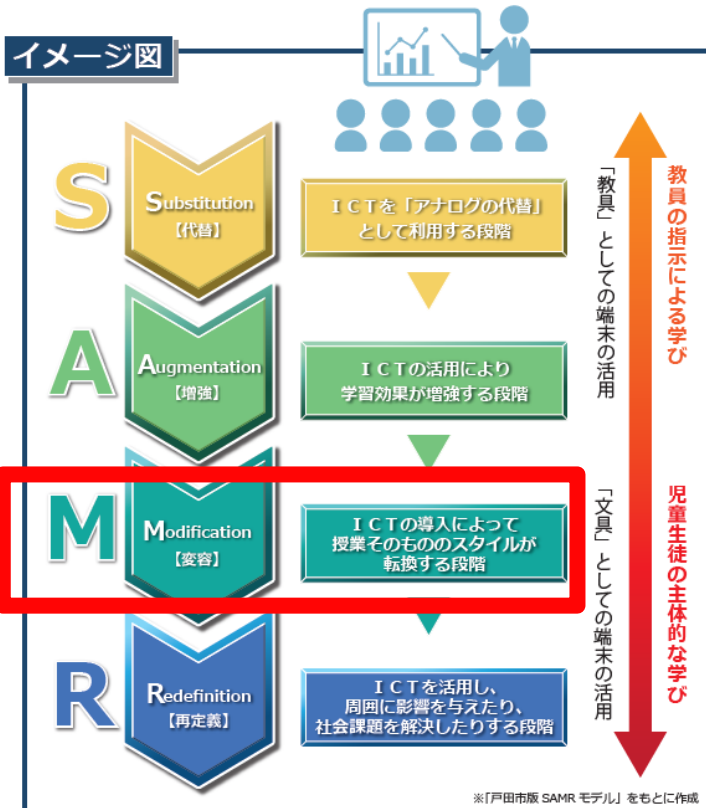 イメージ図
S
Substitution
【代替】
ＩＣＴを「アナログの代替」
として利用する段階
A
Augmentation
【増強】
ＩＣＴの活用により
学習効果が増強する段階
M
Modification
【変容】
ＩＣＴの導入によって
授業そのもののスタイルが
転換する段階
R
Redefinition
【再定義】
ＩＣＴを活用し、
周囲に影響を与えたり、
社会課題を解決したりする段階
「教具」としての端末の活用
教員の指示による学び
「文具」としての端末の活用
児童生徒の主体的な学び
※「戸田市版 SAMR モデル」をもとに作成